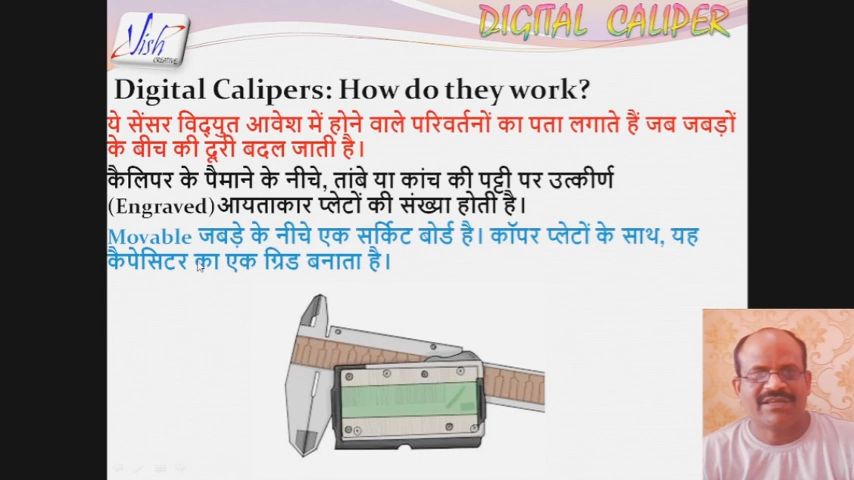 Vish
CREATIVE
DIGITAL CALIPER
Digital Calipers: How do they work?
ये सेंसर विद्युत आवेश में होने वाले परिवर्तनों का पता लगाते हैं जब जबड़ों
के बीच की दूरी बदल जाती है।
कैलिपर के पैमाने के नीचे, तांबे या कांच की पट्टी पर उत्कीर्ण
(Engraved)आयताकार प्लेटों की संख्या होती है।
Movable जबड़े के नीचे एक सर्किट बोर्ड है। कॉपर प्लेटों के साथ, यह
कैपेसिटर का एक ग्रिड बनाता है।